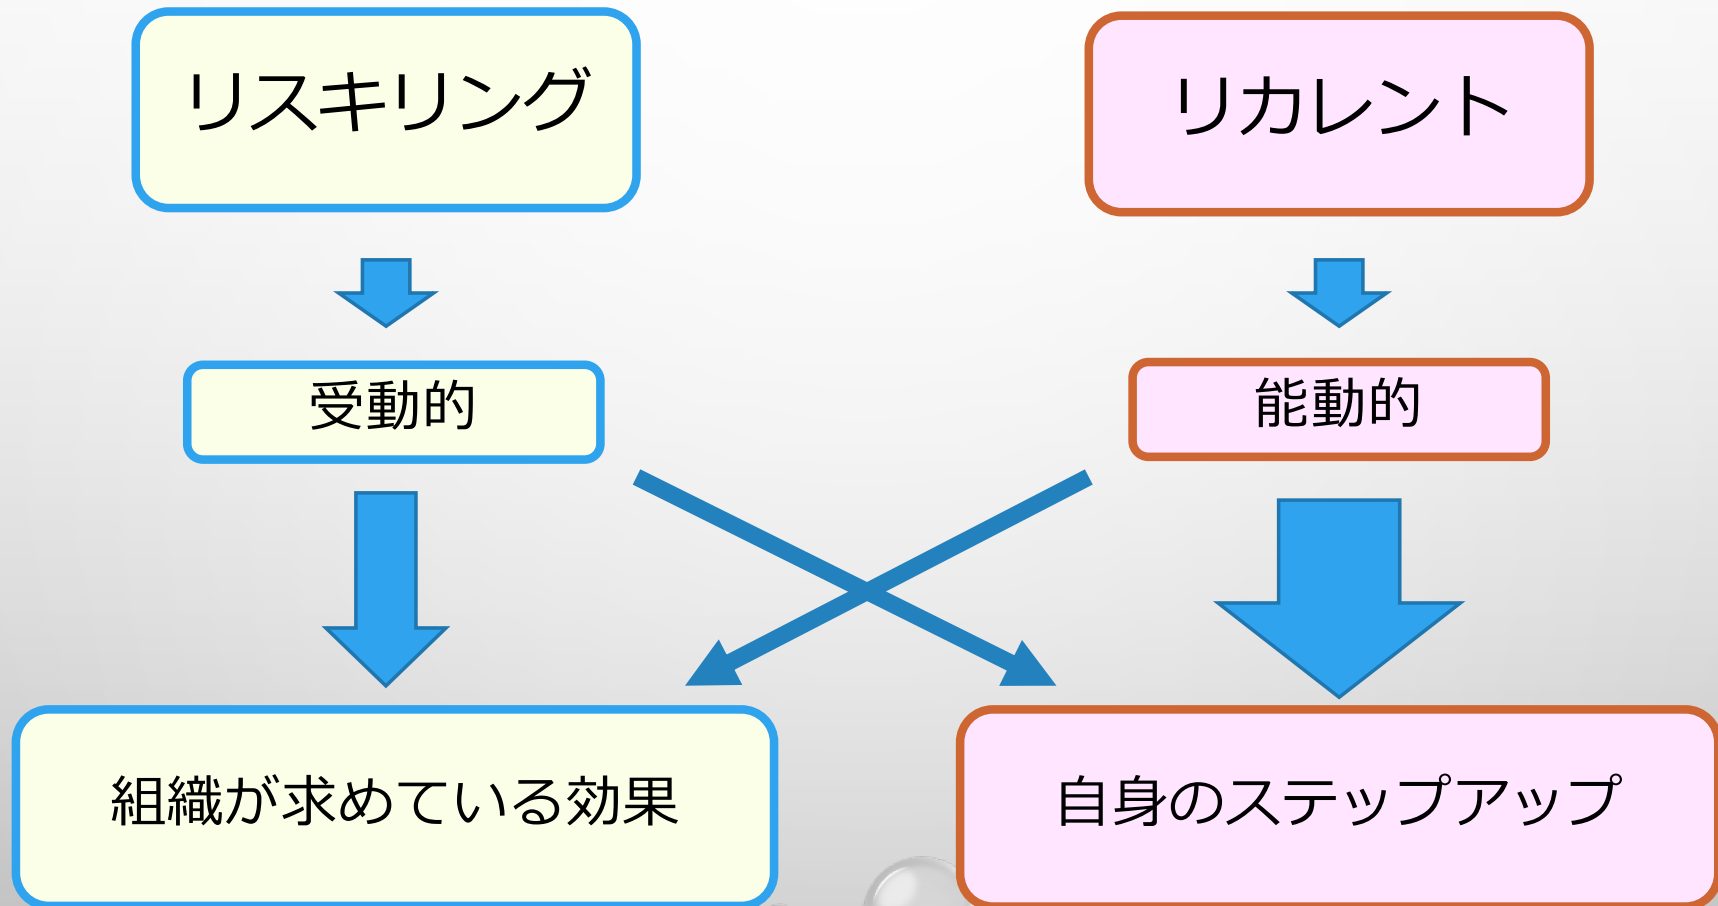 リスキリング
リカレント
受動的
能動的
組織が求めている効果
自身のステップアップ